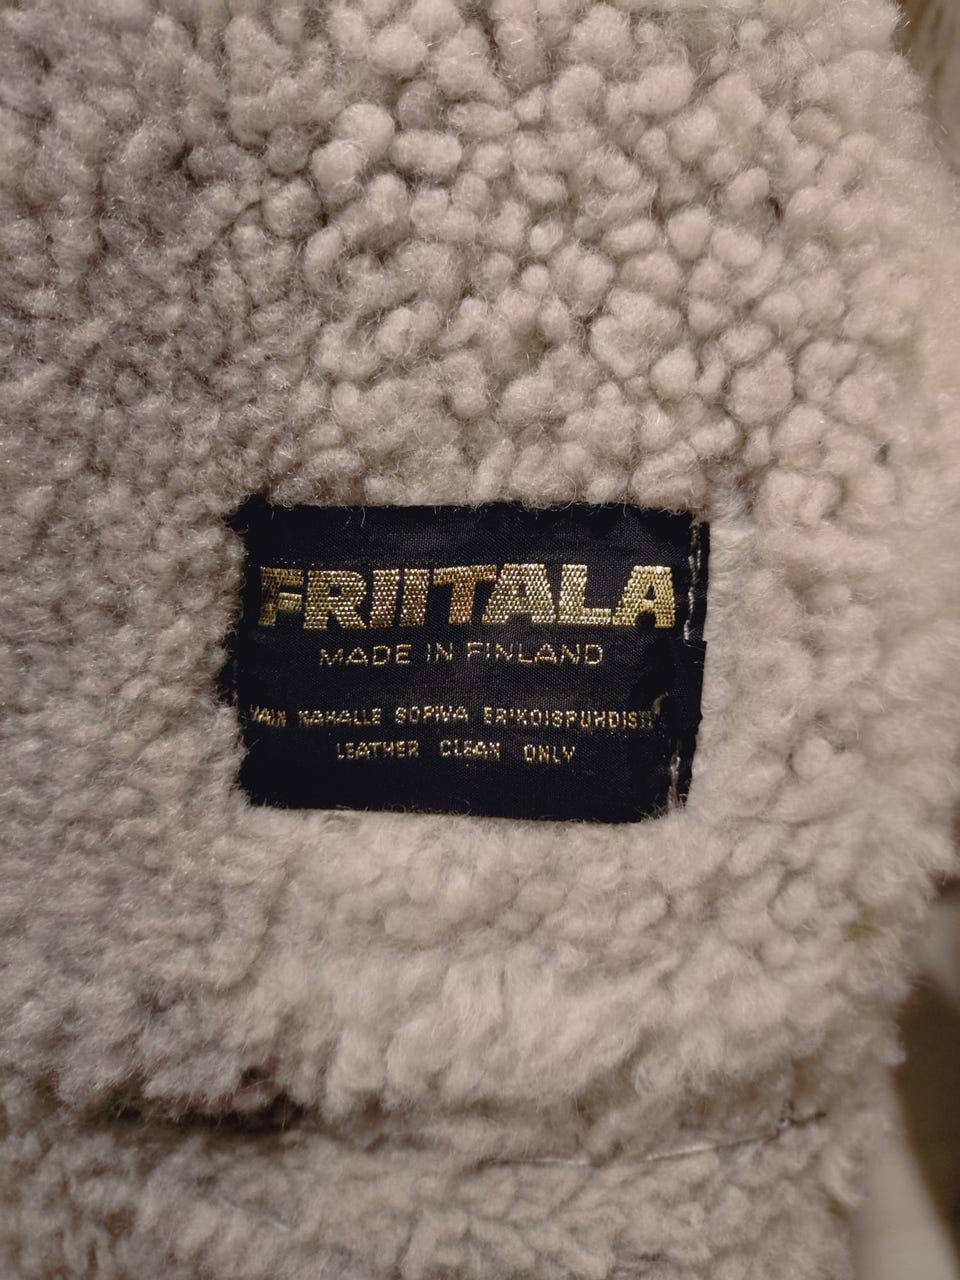 FRIITALA
MADE IN FINLAND
VAIN NAHALLE SOPIVA ERIKOISPUHDISTUS
LEATHER CLEAN ONLY